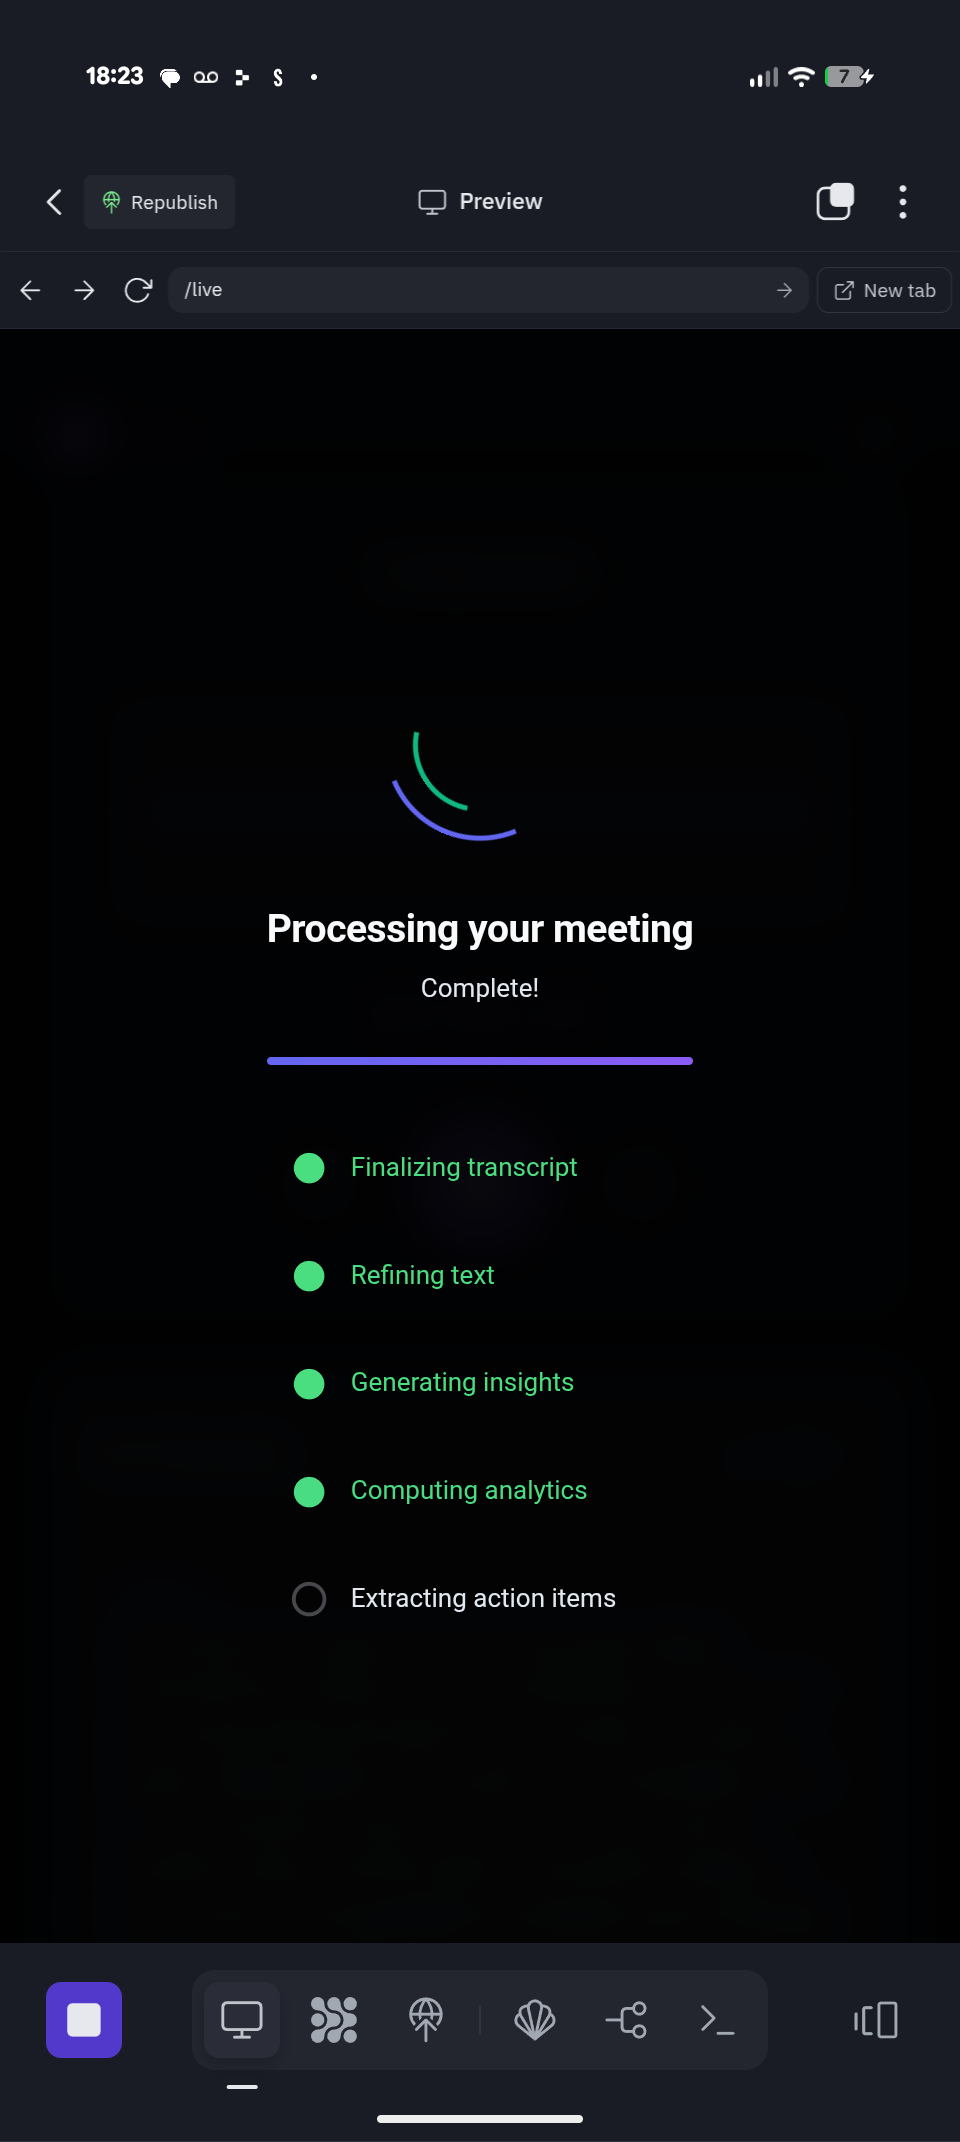 18:23
7
Republish
Preview
/live
New tab
Processing your meeting
Complete!
Finalizing transcript
Refining text
Generating insights
Computing analytics
Extracting action items